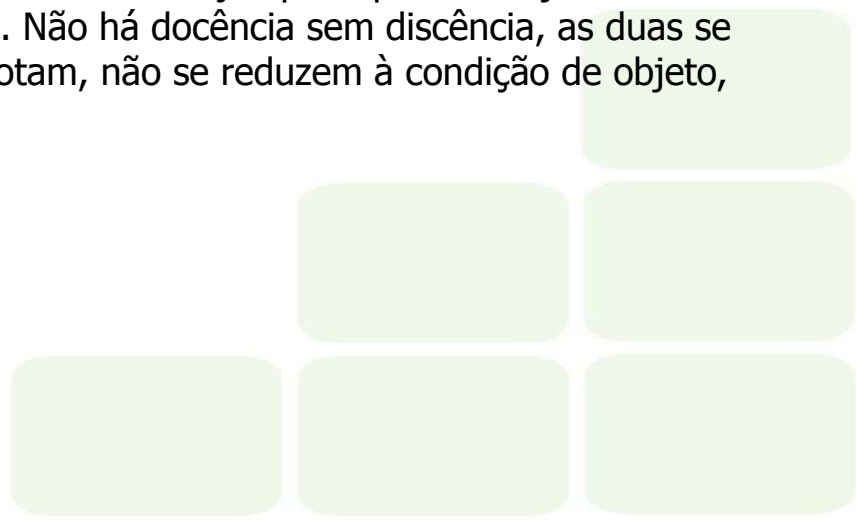 . Não há docência sem discência, as duas se
otam, não se reduzem à condição de objeto,